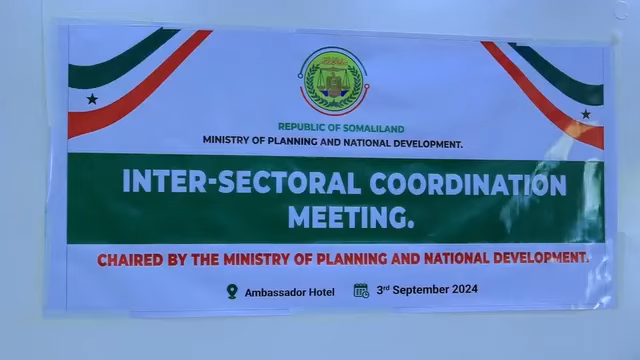 REPUBLIC OF SOMALILAND
MINISTRY OF PLANNING AND NATIONAL DEVELOPMENT.
INTER-SECTORAL COORDINATION
MEETING.
CHAIRED BY THE MINISTRY OF PLANNING AND NATIONAL DEVELOPMENT.
Ambassador Hotel 3rd September 2024